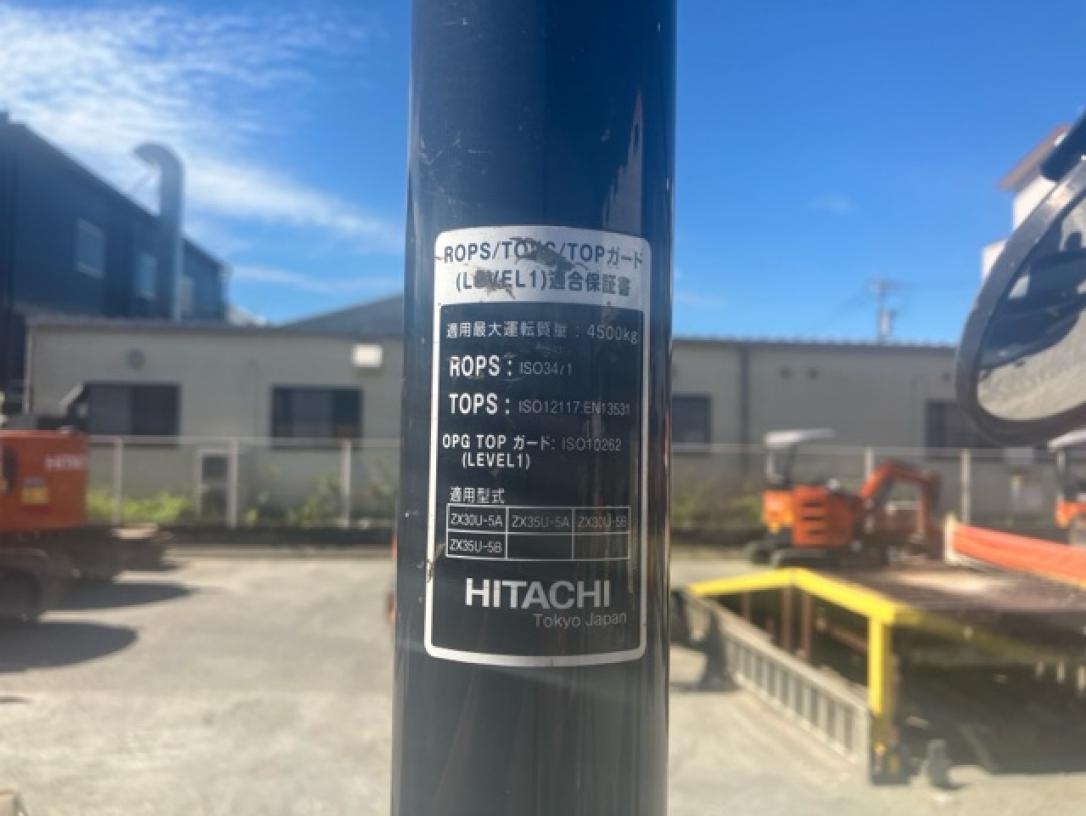 ROPS/TOPS/TOPガード
(LEVEL1)適合保証書
適用最大運転質量 : 4500kg
ROPS : ISO3471
TOPS : ISO12117:EN13531
OPG TOP ガード: ISO10262
(LEVEL1)
適用型式
ZX30U-5A ZX35U-5A ZX30U-5B
ZX35U-5B
HITACHI
Tokyo Japan